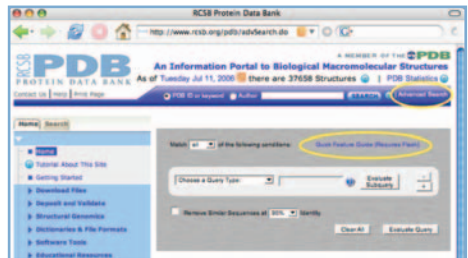 RCSB Protein Data Bank
http://www.rcsb.org/pdb/advSearch.do
RCSB PDB
PROTEIN DATA BANK
A MEMBER OF THE PDB
An Information Portal to Biological Macromolecular Structures
As of Tuesday Jul 11, 2006 there are 37658 Structures | PDB Statistics
Contact Us | Help | Print Page
PDB ID or keyword Author SEARCH Advanced Search
Home Search
Home
Tutorial About This Site
Getting Started
Download Files
Deposit and Validate
Structural Genomics
Dictionaries & File Formats
Software Tools
Educational Resources
Match all of the following conditions:
Quick Feature Guide (Requires Flash)
Choose a Query Type:
Evaluate Subquery
Remove Similar Sequences at 90% Identity
Clear All Evaluate Query